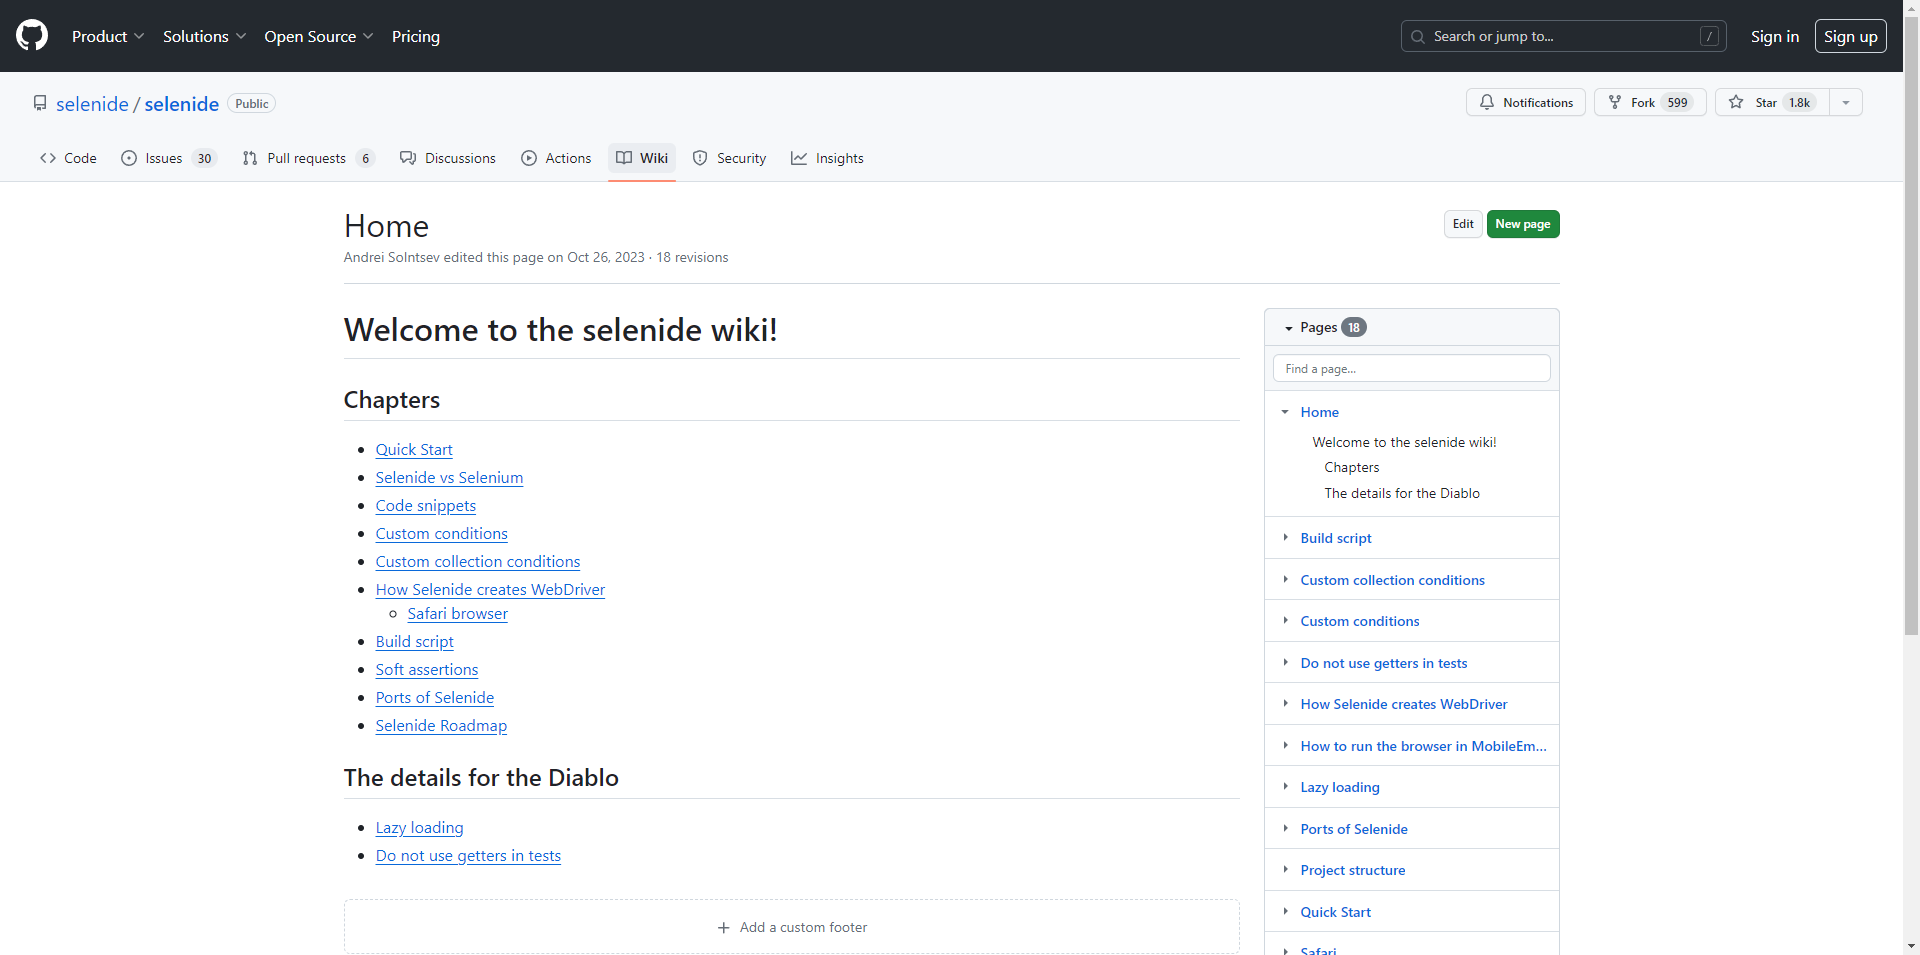 Product Solutions Open Source Pricing Search or jump to... / Sign in Sign up
selenide / selenide Public Notifications Fork 599 Star 1.8k
Code Issues 30 Pull requests 6 Discussions Actions Wiki Security Insights
Home
Edit New page
Andrei Solntsev edited this page on Oct 26, 2023 · 18 revisions
Welcome to the selenide wiki!
Chapters
Quick Start
Selenide vs Selenium
Code snippets
Custom conditions
Custom collection conditions
How Selenide creates WebDriver
Safari browser
Build script
Soft assertions
Ports of Selenide
Selenide Roadmap
The details for the Diablo
Lazy loading
Do not use getters in tests
Add a custom footer
Pages 18
Find a page...
Home
Welcome to the selenide wiki!
Chapters
The details for the Diablo
Build script
Custom collection conditions
Custom conditions
Do not use getters in tests
How Selenide creates WebDriver
How to run the browser in MobileEm...
Lazy loading
Ports of Selenide
Project structure
Quick Start
Safari